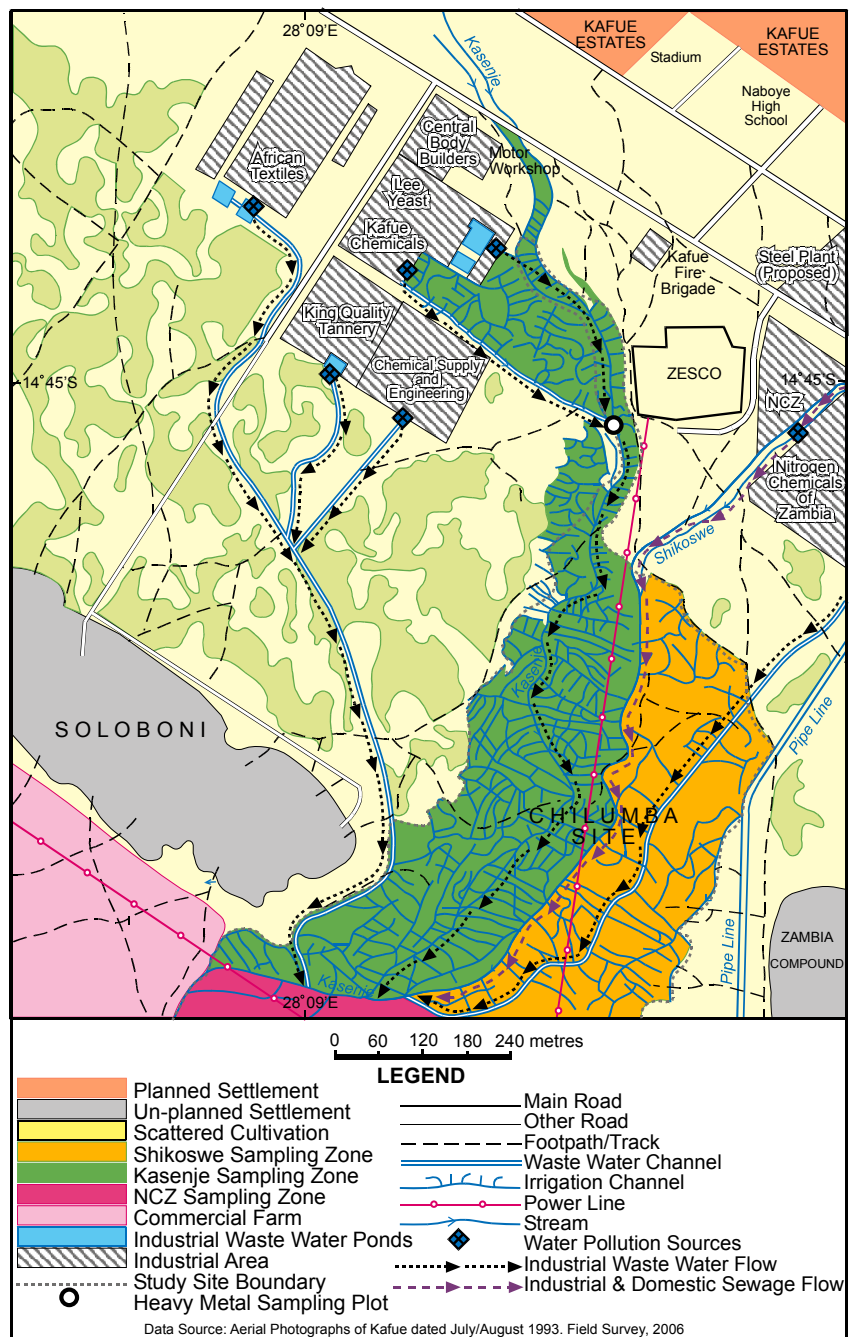 28°09'E
KAFUE
ESTATES
KAFUE
ESTATES
Stadium
Naboye
High
School
Kasenje
Central
Body
Builders
Motor
Workshop
African
Textiles
Lee
Yeast
Kafue
Chemicals
Kafue
Fire
Brigade
Steel Plant
(Proposed)
King Quality
Tannery
Chemical Supply
and
Engineering
ZESCO
14°45'S
14°45'S
NCZ
Nitrogen
Chemicals
of
Zambia
Shikoswe
Kasenje
SOLOBONI
Pipe Line
CHILUMBA
SITE
Pipe Line
ZAMBIA
COMPOUND
Kasenje
28°09'E
0 60 120 180 240 metres
LEGEND
Planned Settlement
Un-planned Settlement
Scattered Cultivation
Shikoswe Sampling Zone
Kasenje Sampling Zone
NCZ Sampling Zone
Commercial Farm
Industrial Waste Water Ponds
Industrial Area
Study Site Boundary
Heavy Metal Sampling Plot
Main Road
Other Road
Footpath/Track
Waste Water Channel
Irrigation Channel
Power Line
Stream
Water Pollution Sources
Industrial Waste Water Flow
Industrial & Domestic Sewage Flow
Data Source: Aerial Photographs of Kafue dated July/August 1993. Field Survey, 2006